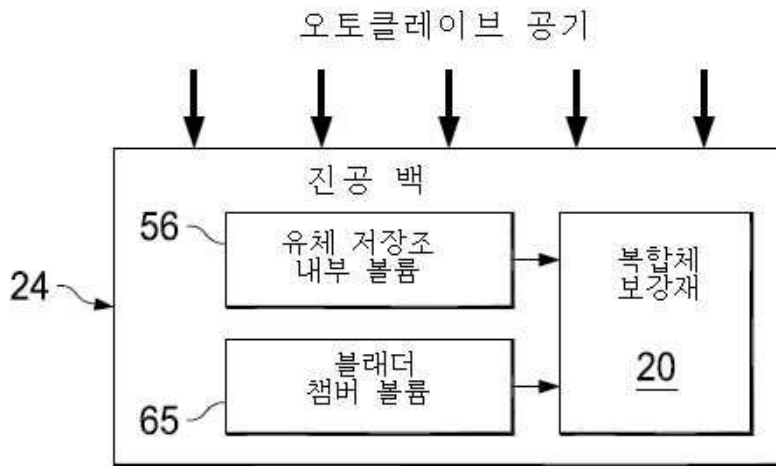 오토클레이브 공기
진공 백
56
유체 저장조
내부 볼륨
복합체
보강재
24
블래더
챔버 볼륨
20
65